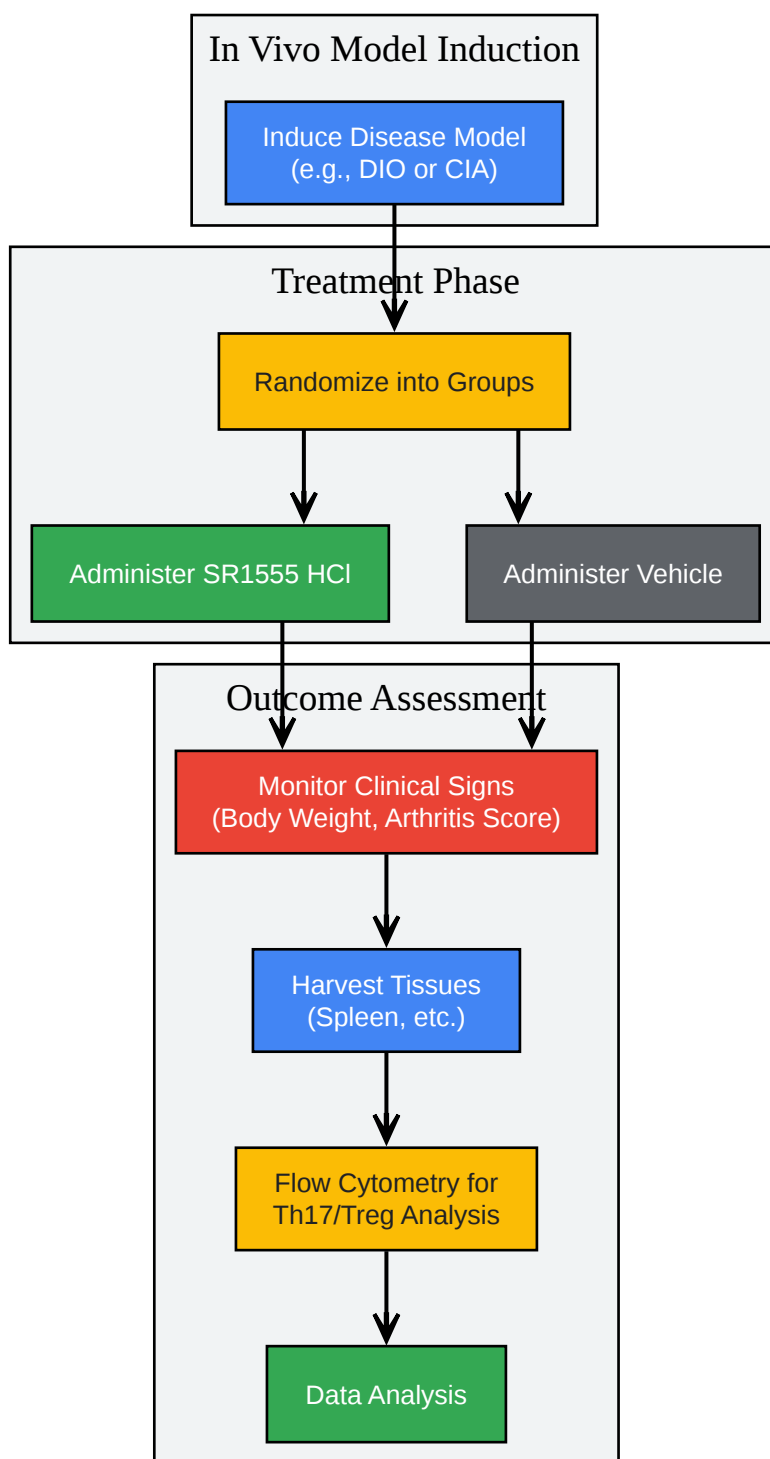 In Vivo Model Induction
Induce Disease Model
(e.g., DIO or CIA)
Treatment Phase
Randomize into Groups
Administer SR1555 HCl
Administer Vehicle
Outcome Assessment
Monitor Clinical Signs
(Body Weight, Arthritis Score)
Harvest Tissues
(Spleen, etc.)
Flow Cytometry for
Th17/Treg Analysis
Data Analysis